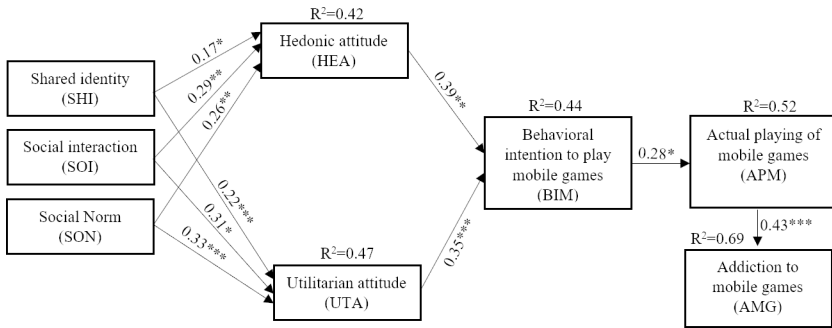 R²=0.42
Hedonic attitude
(HEA)
Shared identity
(SHI)
Social interaction
(SOI)
Social Norm
(SON)
0.17*
0.29**
0.26**
0.22***
0.31*
0.33***
R²=0.47
Utilitarian attitude
(UTA)
0.39**
0.35***
R²=0.44
Behavioral
intention to play
mobile games
(BIM)
0.28*
R²=0.52
Actual playing of
mobile games
(APM)
0.43***
R²=0.69
Addiction to
mobile games
(AMG)